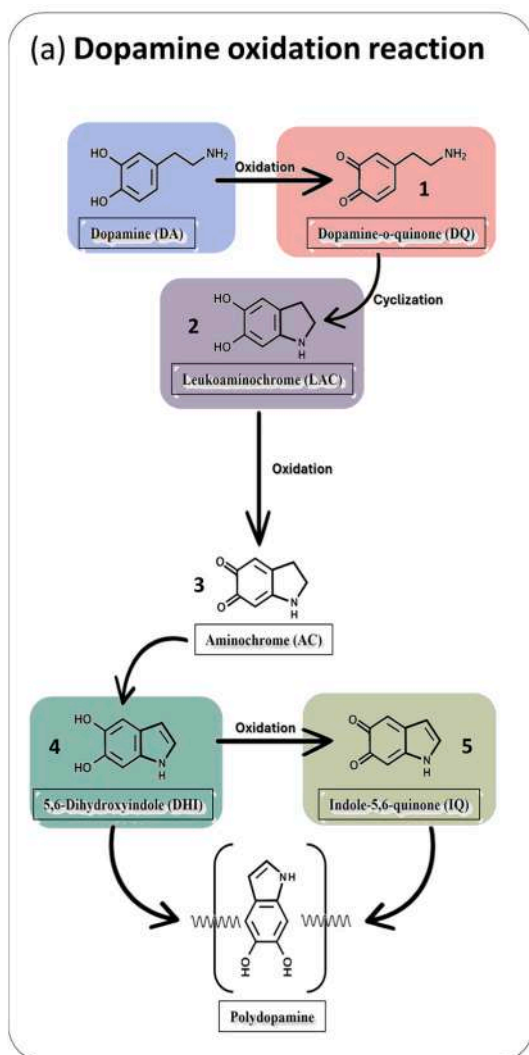 (a) Dopamine oxidation reaction
HO
HO
NH₂
Dopamine (DA)
Oxidation
O
O
NH₂
1
Dopamine-o-quinone (DQ)
Cyclization
2
HO
HO
N
H
Leukoaminochrome (LAC)
Oxidation
3
O
O
N
H
Aminochrome (AC)
4
HO
HO
N
H
5,6-Dihydroxyindole (DHI)
Oxidation
O
O
N
H
5
Indole-5,6-quinone (IQ)
NH
OH
OH
Polydopamine